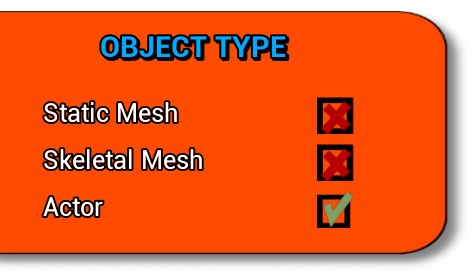 OBJECT TYPE
Static Mesh
Skeletal Mesh
Actor